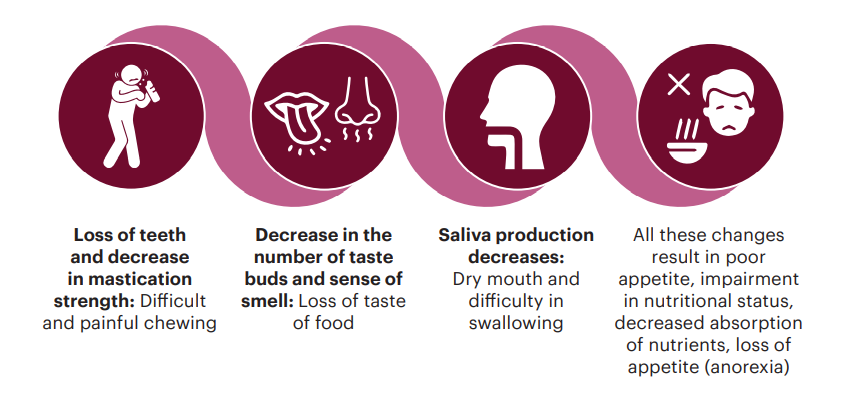 Loss of teeth
and decrease
in mastication
strength: Difficult
and painful chewing
Decrease in the
number of taste
buds and sense of
smell: Loss of taste
of food
Saliva production
decreases:
Dry mouth and
difficulty in
swallowing
All these changes
result in poor
appetite, impairment
in nutritional status,
decreased absorption
of nutrients, loss of
appetite (anorexia)